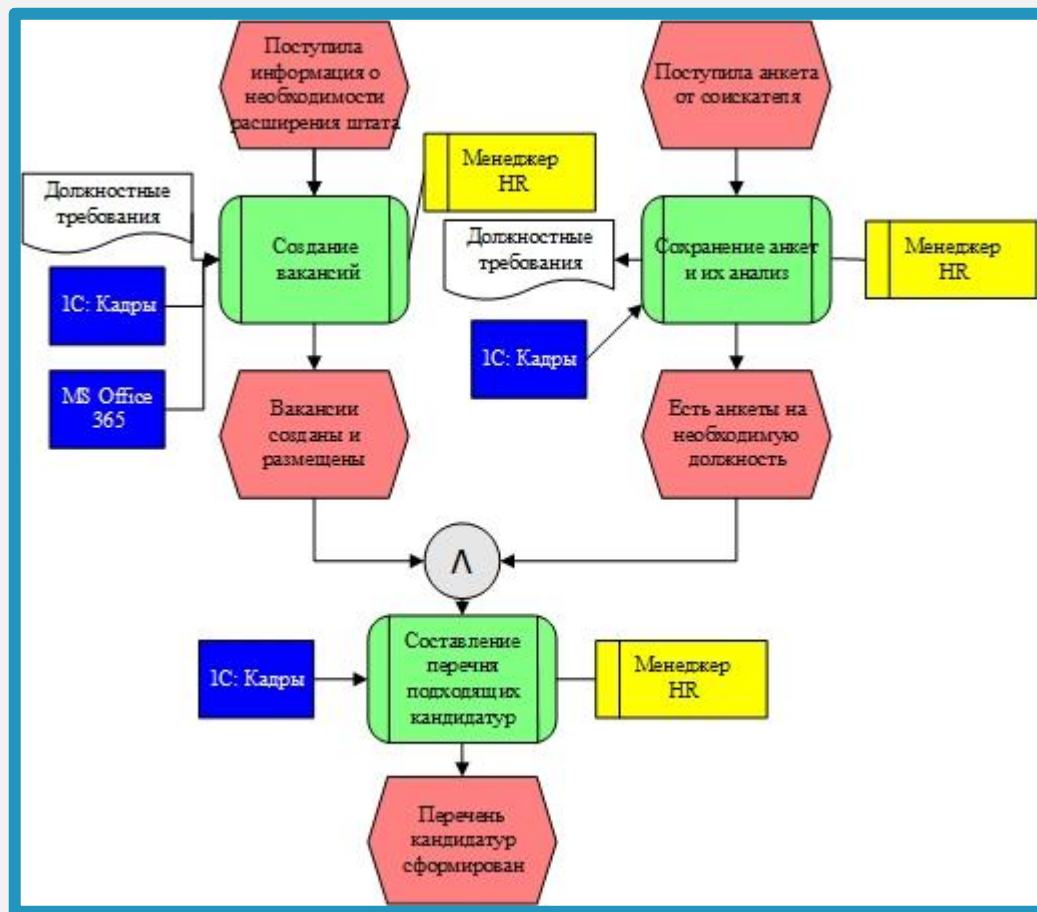 Поступила
информация о
необходимости
расширения штата
Поступила анкета
от соискателя
Менеджер
HR
Должностные
требования
Создание
вакансий
Должностные
требования
Сохранение анкет
и их анализ
Менеджер
HR
1С: Кадры
1С: Кадры
MS Office
365
Вакансии
созданы и
размещены
Есть анкеты на
необходимую
должность
Λ
1С: Кадры
Составление
перечня
подходящих
кандидатур
Менеджер
HR
Перечень
кандидатур
сформирован